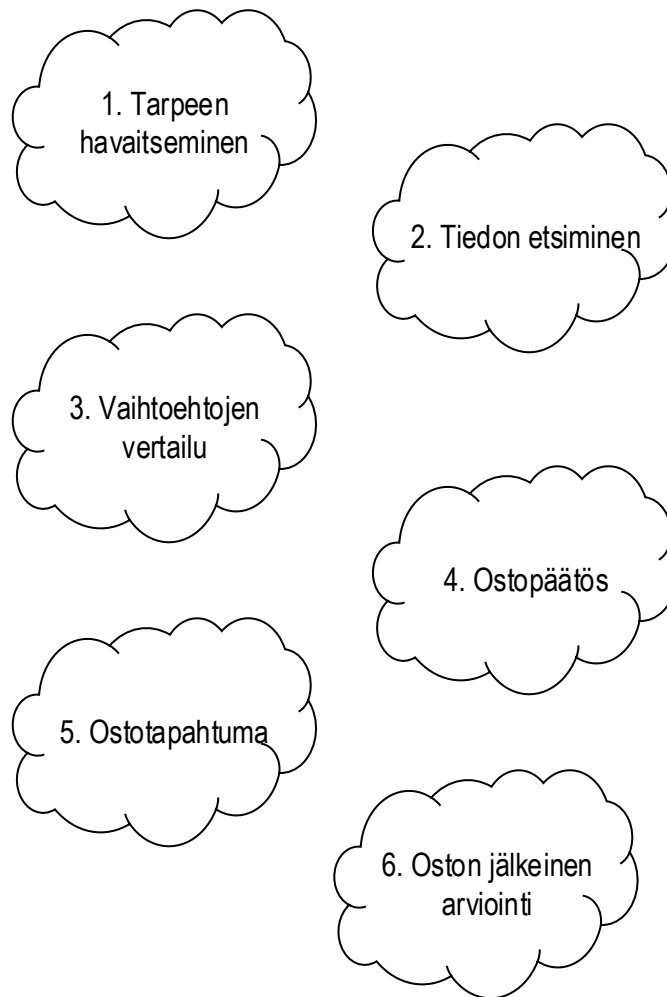 1. Tarpeen
havaitseminen
2. Tiedon etsiminen
3. Vaihtoehtojen
vertailu
4. Ostopäätös
5. Ostotapahtuma
6. Oston jälkeinen
arviointi